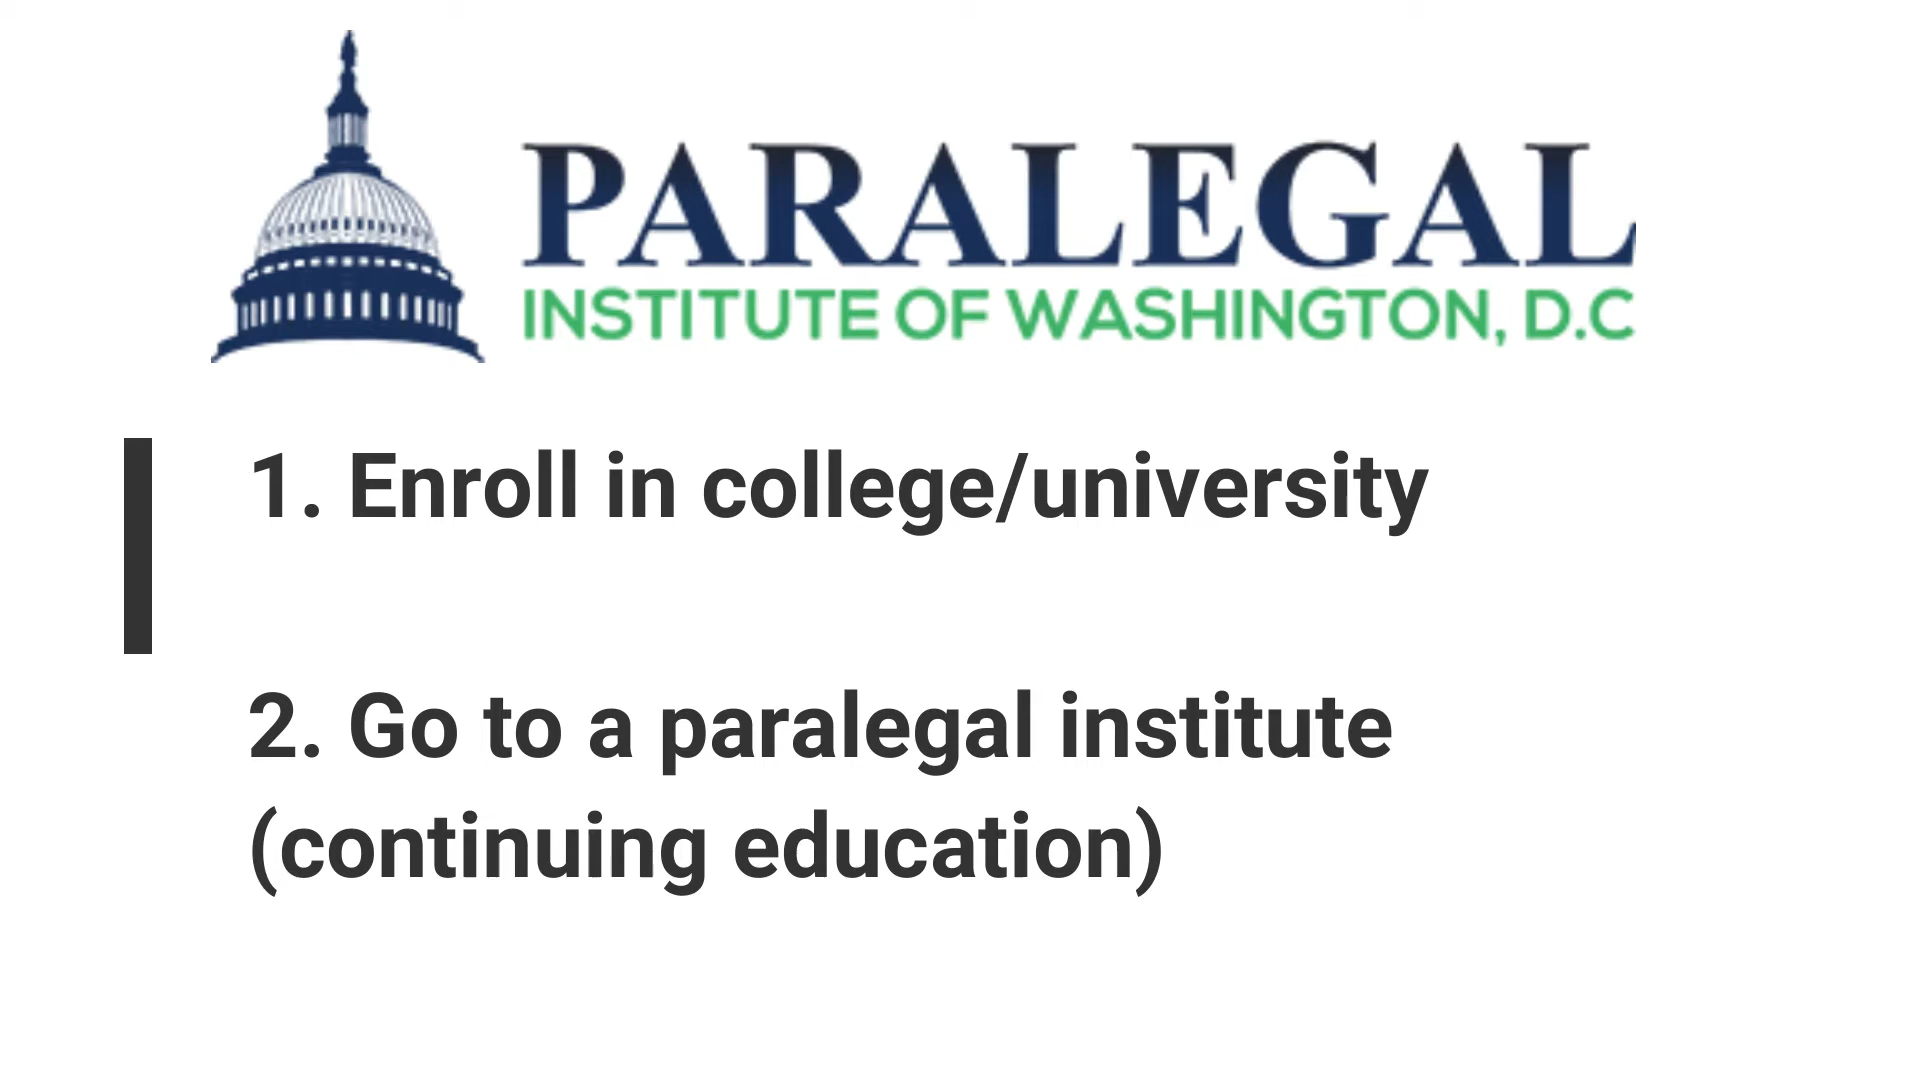 PARALEGAL
INSTITUTE OF WASHINGTON, D.C
1. Enroll in college/university
2. Go to a paralegal institute
(continuing education)